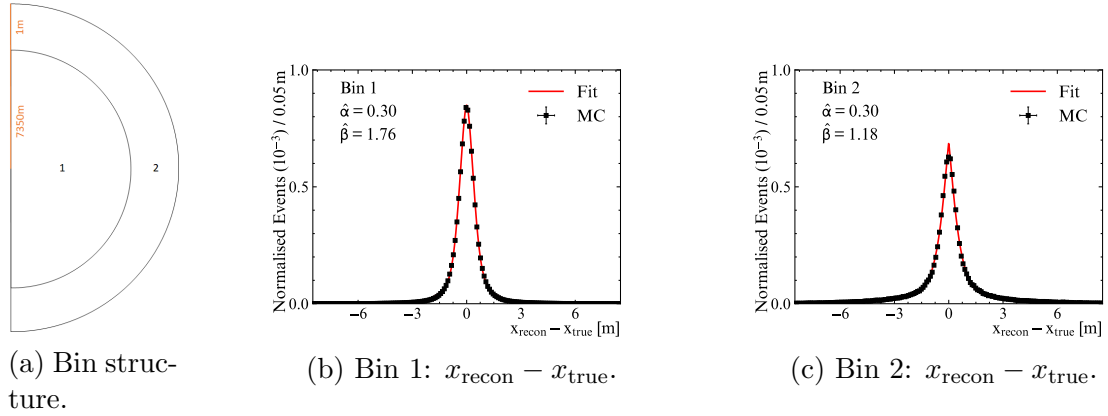 1m
7350m
1
2
Normalised Events (10⁻³) / 0.05 m
1.0
0.5
0.0
Bin 1
α̂ = 0.30
β̂ = 1.76
Fit
MC
−6 −3 0 3 6
x_recon − x_true [m]
Normalised Events (10⁻³) / 0.05 m
1.0
0.5
0.0
Bin 2
α̂ = 0.30
β̂ = 1.18
Fit
MC
−6 −3 0 3 6
x_recon − x_true [m]
(a) Bin struc-
ture.
(b) Bin 1: x_recon − x_true.
(c) Bin 2: x_recon − x_true.